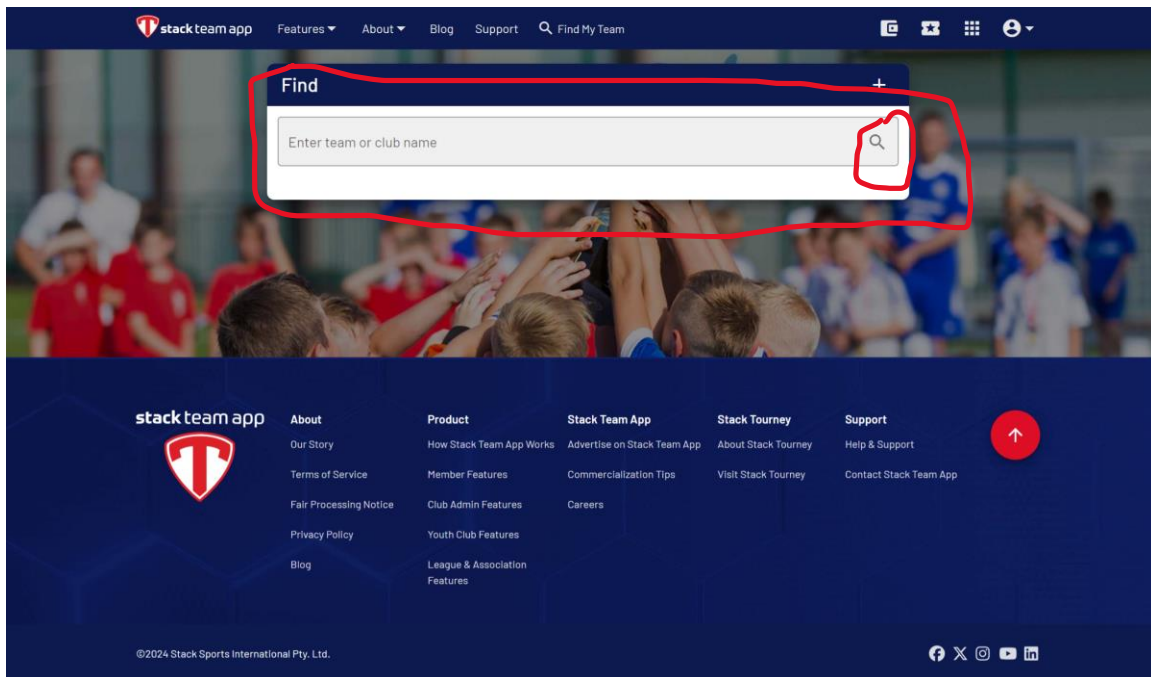 stack team app Features About Blog Support Find My Team
Find +
Enter team or club name
stack team app
About
Our Story
Terms of Service
Fair Processing Notice
Privacy Policy
Blog
Product
How Stack Team App Works
Member Features
Club Admin Features
Youth Club Features
League & Association
Features
Stack Team App
Advertise on Stack Team App
Commercialization Tips
Careers
Stack Tourney
About Stack Tourney
Visit Stack Tourney
Support
Help & Support
Contact Stack Team App
©2024 Stack Sports International Pty. Ltd.